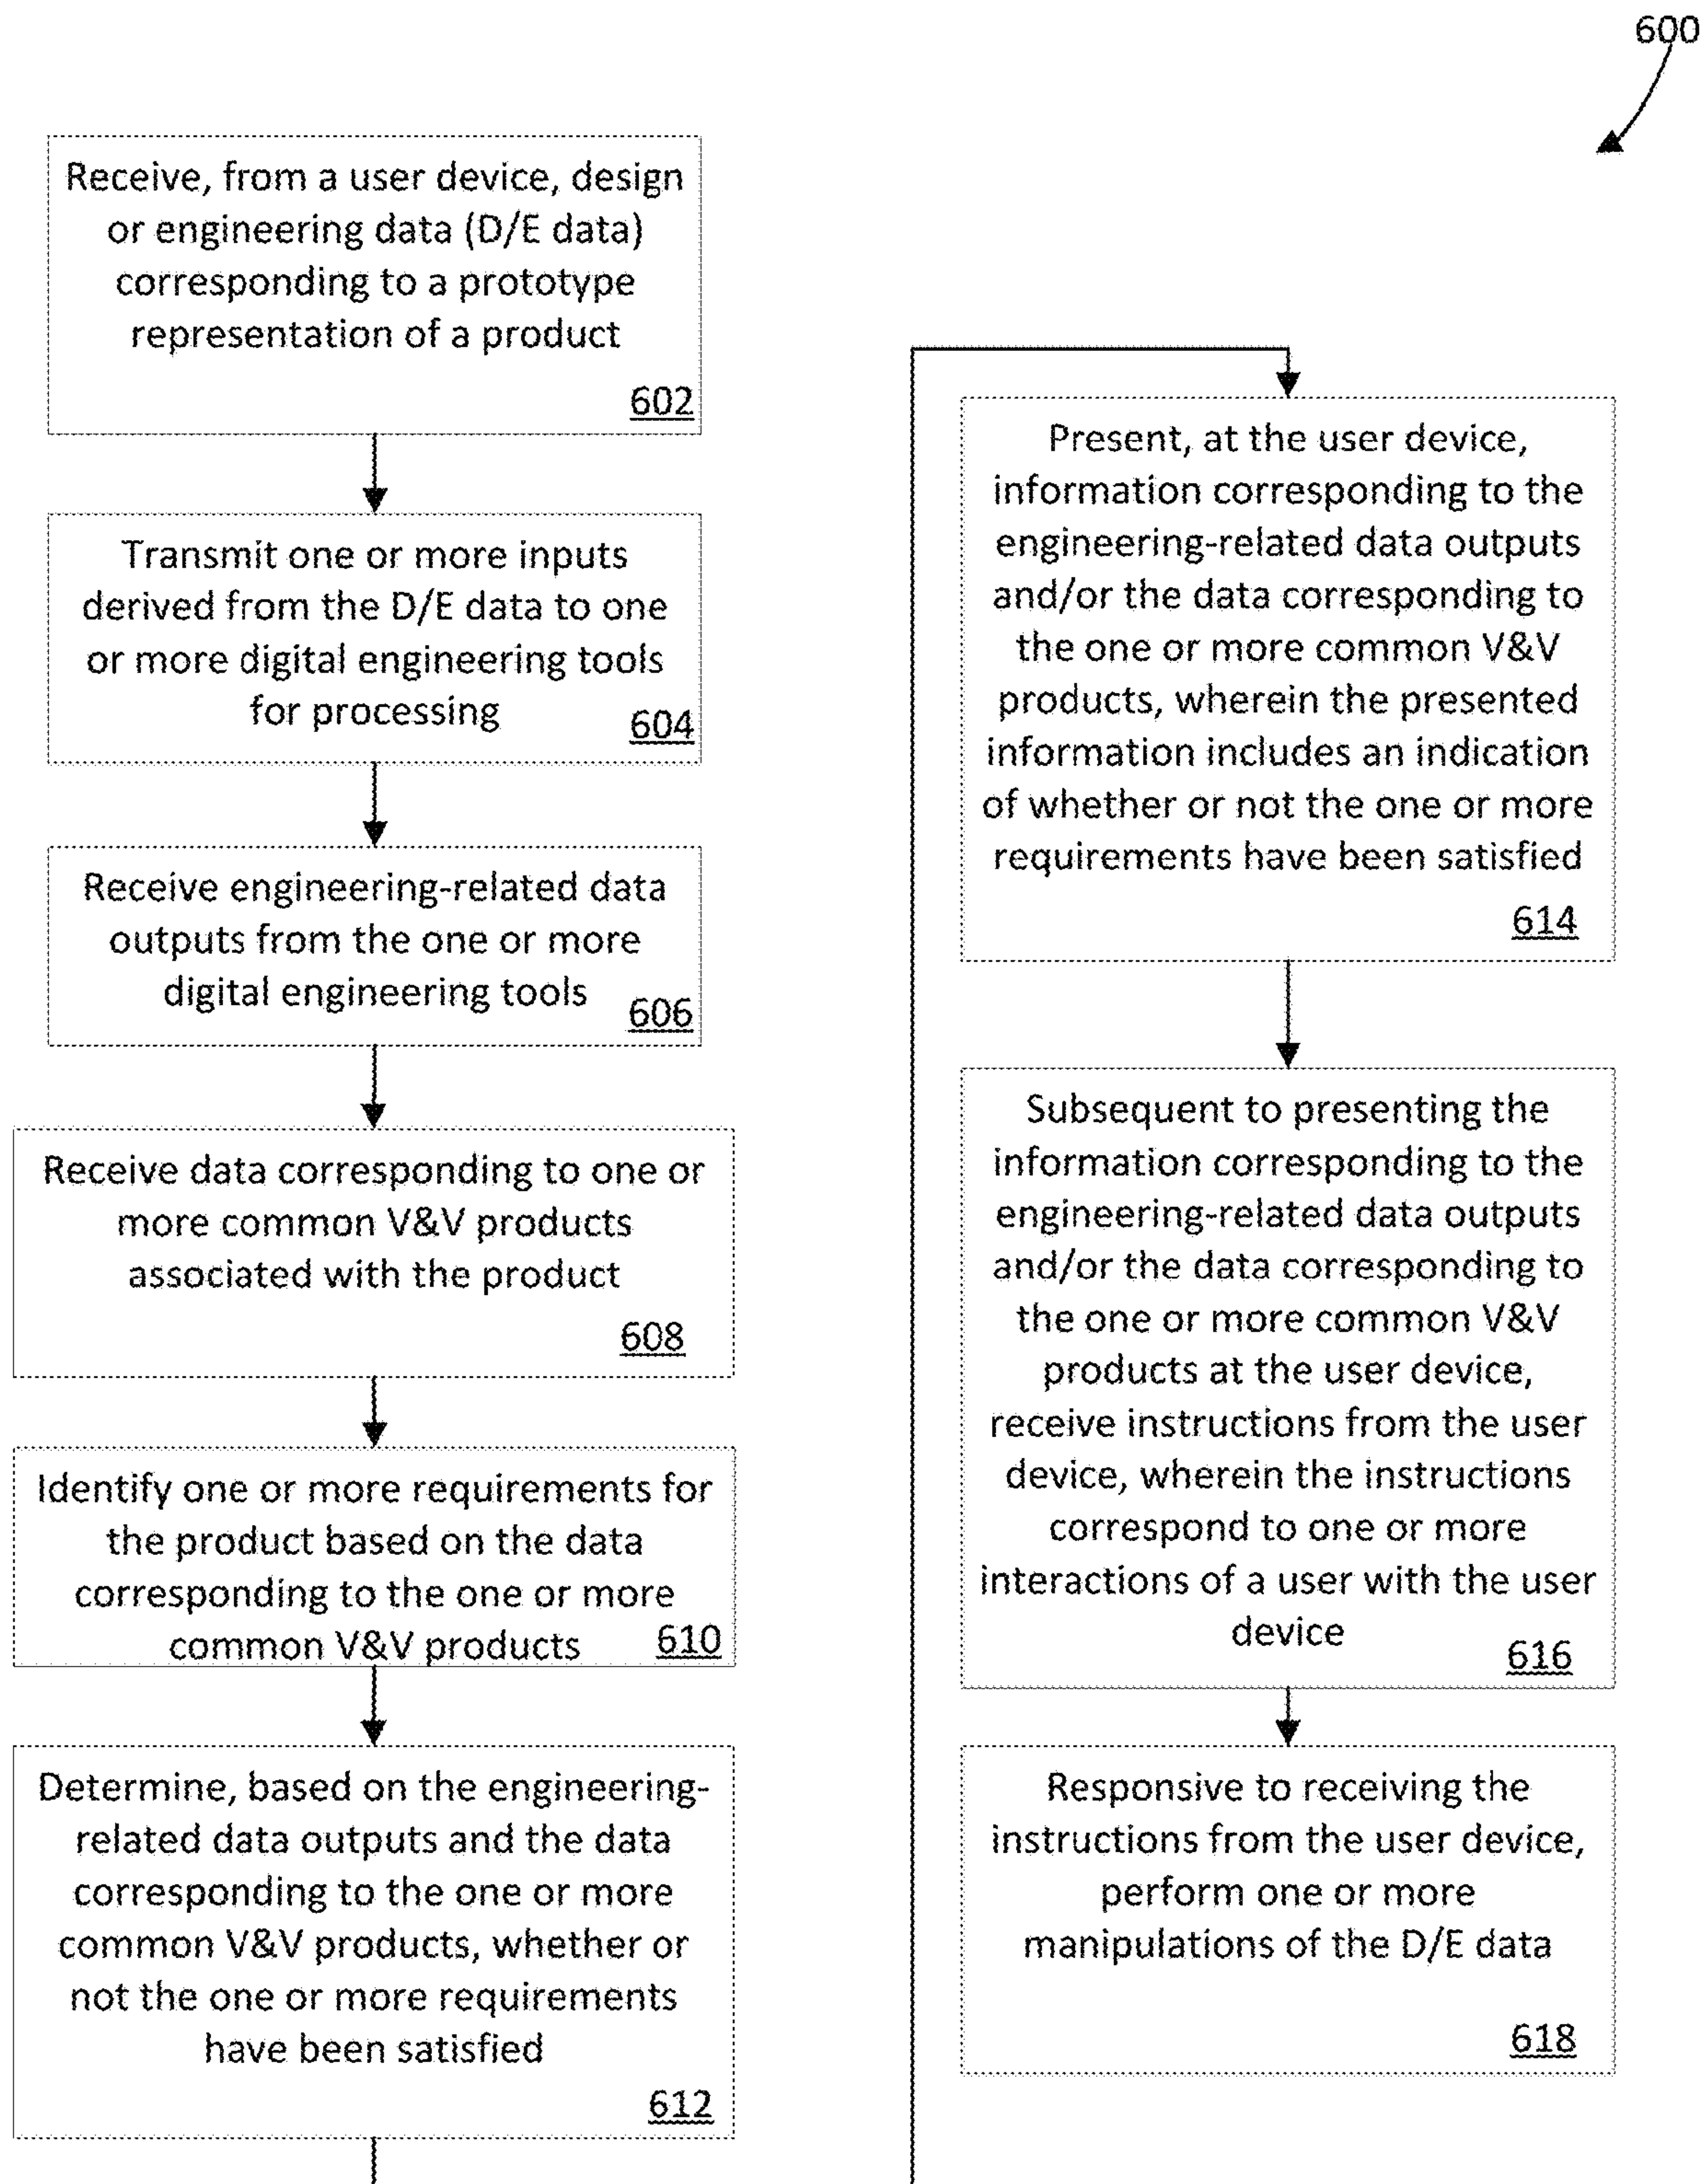 600
Receive, from a user device, design
or engineering data (D/E data)
corresponding to a prototype
representation of a product
602
Transmit one or more inputs
derived from the D/E data to one
or more digital engineering tools
for processing
604
Receive engineering-related data
outputs from the one or more
digital engineering tools
606
Receive data corresponding to one or
more common V&V products
associated with the product
608
Identify one or more requirements for
the product based on the data
corresponding to the one or more
common V&V products
610
Determine, based on the engineering-
related data outputs and the data
corresponding to the one or more
common V&V products, whether or
not the one or more requirements
have been satisfied
612
Present, at the user device,
information corresponding to the
engineering-related data outputs
and/or the data corresponding to
the one or more common V&V
products, wherein the presented
information includes an indication
of whether or not the one or more
requirements have been satisfied
614
Subsequent to presenting the
information corresponding to the
engineering-related data outputs
and/or the data corresponding to
the one or more common V&V
products at the user device,
receive instructions from the user
device, wherein the instructions
correspond to one or more
interactions of a user with the user
device
616
Responsive to receiving the
instructions from the user device,
perform one or more
manipulations of the D/E data
618